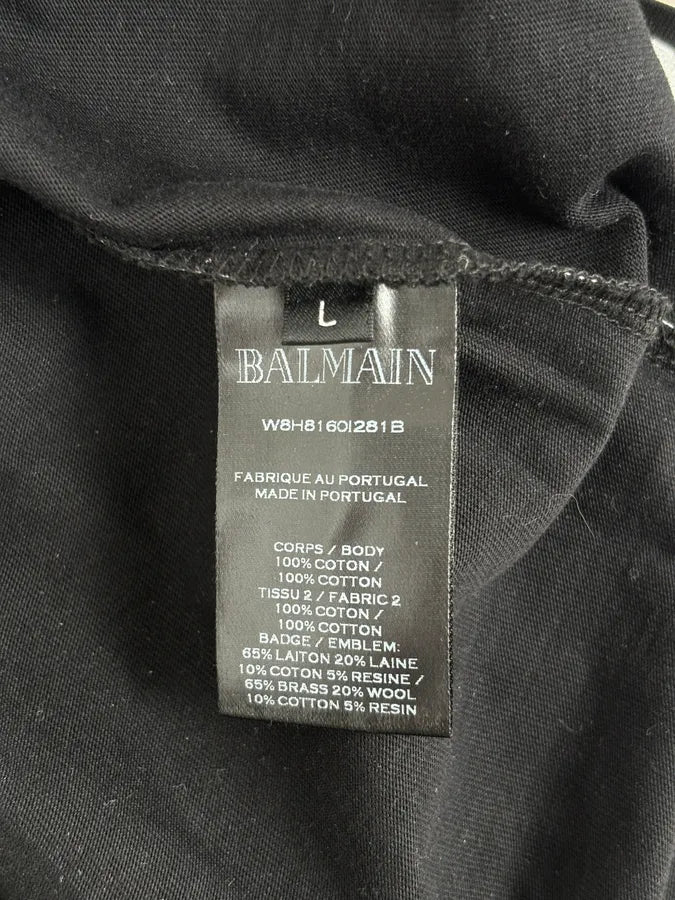 L
BALMAIN
W8H8160I281B
FABRIQUE AU PORTUGAL
MADE IN PORTUGAL
CORPS / BODY
100% COTON /
100% COTTON
TISSU 2 / FABRIC 2
100% COTON /
100% COTTON
BADGE / EMBLEM:
65% LAITON 20% LAINE
10% COTON 5% RESINE /
65% BRASS 20% WOOL
10% COTTON 5% RESIN